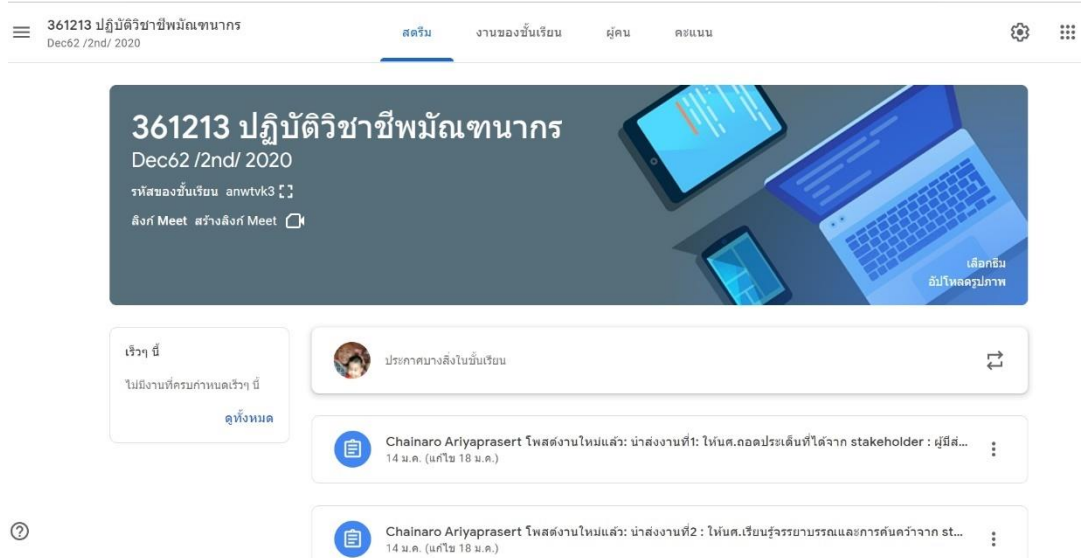 361213 ปฏิบัติวิชาชีพมัณฑนากร
Dec62 /2nd/ 2020
สตรีม
งานของชั้นเรียน
ผู้คน
คะแนน
361213 ปฏิบัติวิชาชีพมัณฑนากร
Dec62 /2nd/ 2020
รหัสของชั้นเรียน anwtvk3
ลิงก์ Meet สร้างลิงก์ Meet
เลือกธีม
อัปโหลดรูปภาพ
เร็วๆ นี้
ไม่มีงานที่ครบกำหนดเร็วๆ นี้
ดูทั้งหมด
ประกาศบางสิ่งในชั้นเรียน
Chainaro Ariyaprasert โพสต์งานใหม่แล้ว: นำส่งงานที่1: ให้นศ.ถอดประเด็นที่ได้จาก stakeholder : ผู้มีส่...
14 ม.ค. (แก้ไข 18 ม.ค.)
Chainaro Ariyaprasert โพสต์งานใหม่แล้ว: นำส่งงานที่2 : ให้นศ.เรียนรู้จรรยาบรรณและการค้นคว้าจาก st...
14 ม.ค. (แก้ไข 18 ม.ค.)